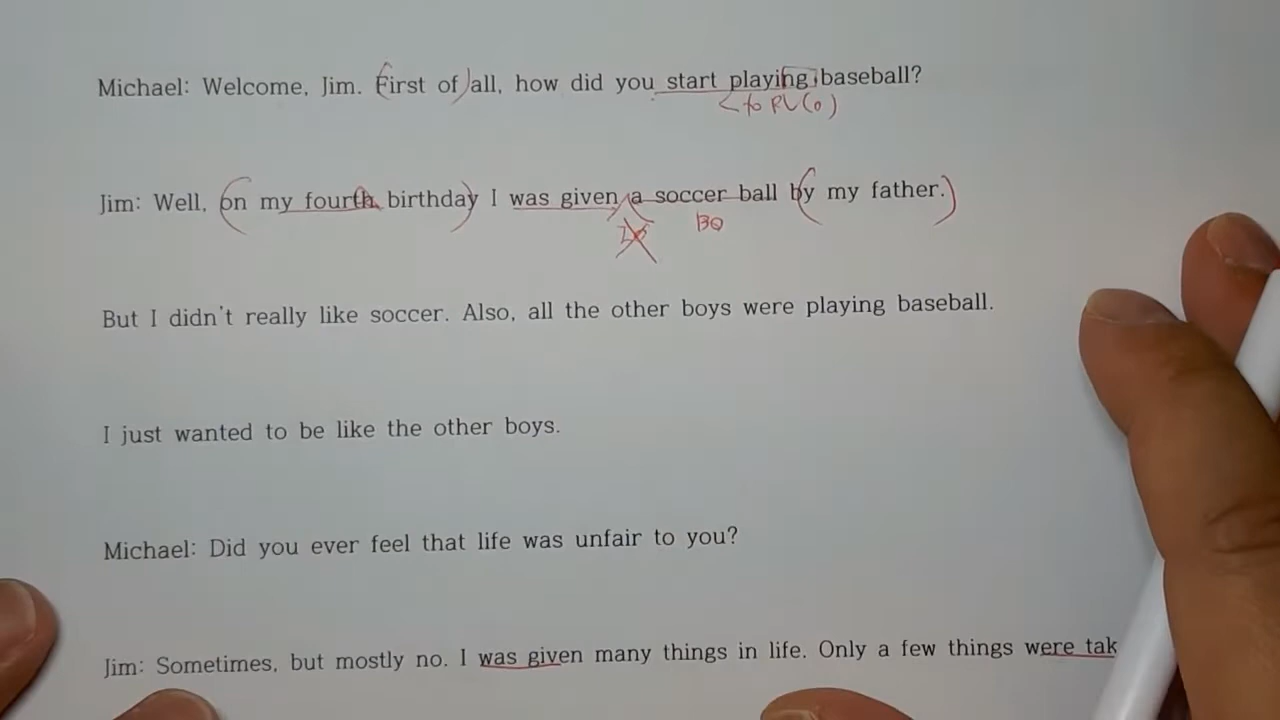 Michael: Welcome, Jim. First of all, how did you start playing baseball?
< to RV(o)
Jim: Well, on my fourth birthday I was given a soccer ball by my father.
But I didn't really like soccer. Also, all the other boys were playing baseball.
I just wanted to be like the other boys.
Michael: Did you ever feel that life was unfair to you?
Jim: Sometimes, but mostly no. I was given many things in life. Only a few things were tak